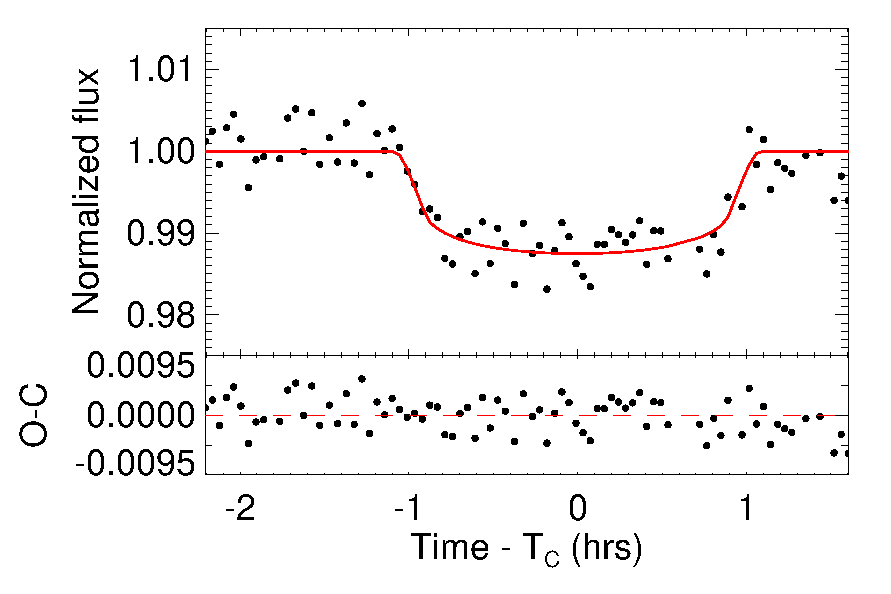 Normalized flux
1.01
1.00
0.99
0.98
O-C
0.0095
0.0000
-0.0095
-2 -1 0 1
Time - T_C (hrs)